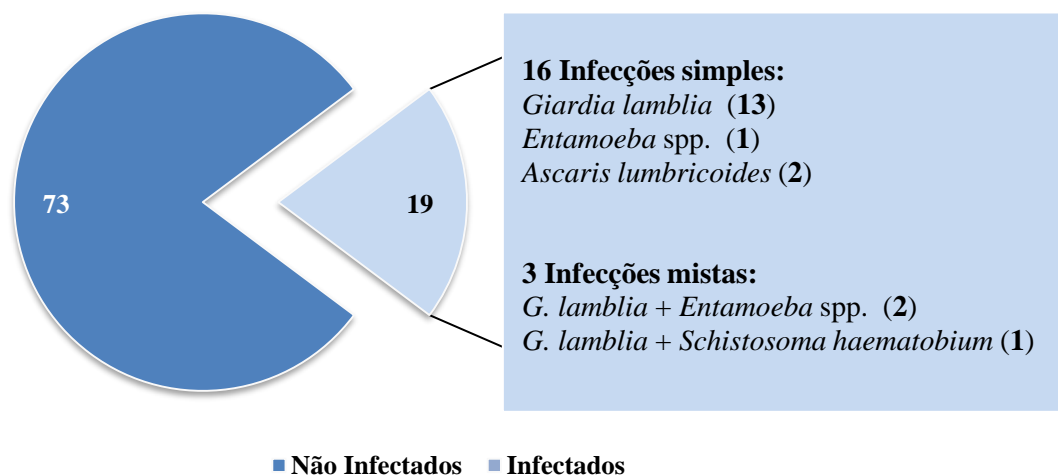 73
19
16 Infecções simples:
Giardia lamblia (13)
Entamoeba spp. (1)
Ascaris lumbricoides (2)
3 Infecções mistas:
G. lamblia + Entamoeba spp. (2)
G. lamblia + Schistosoma haematobium (1)
Não Infectados Infectados